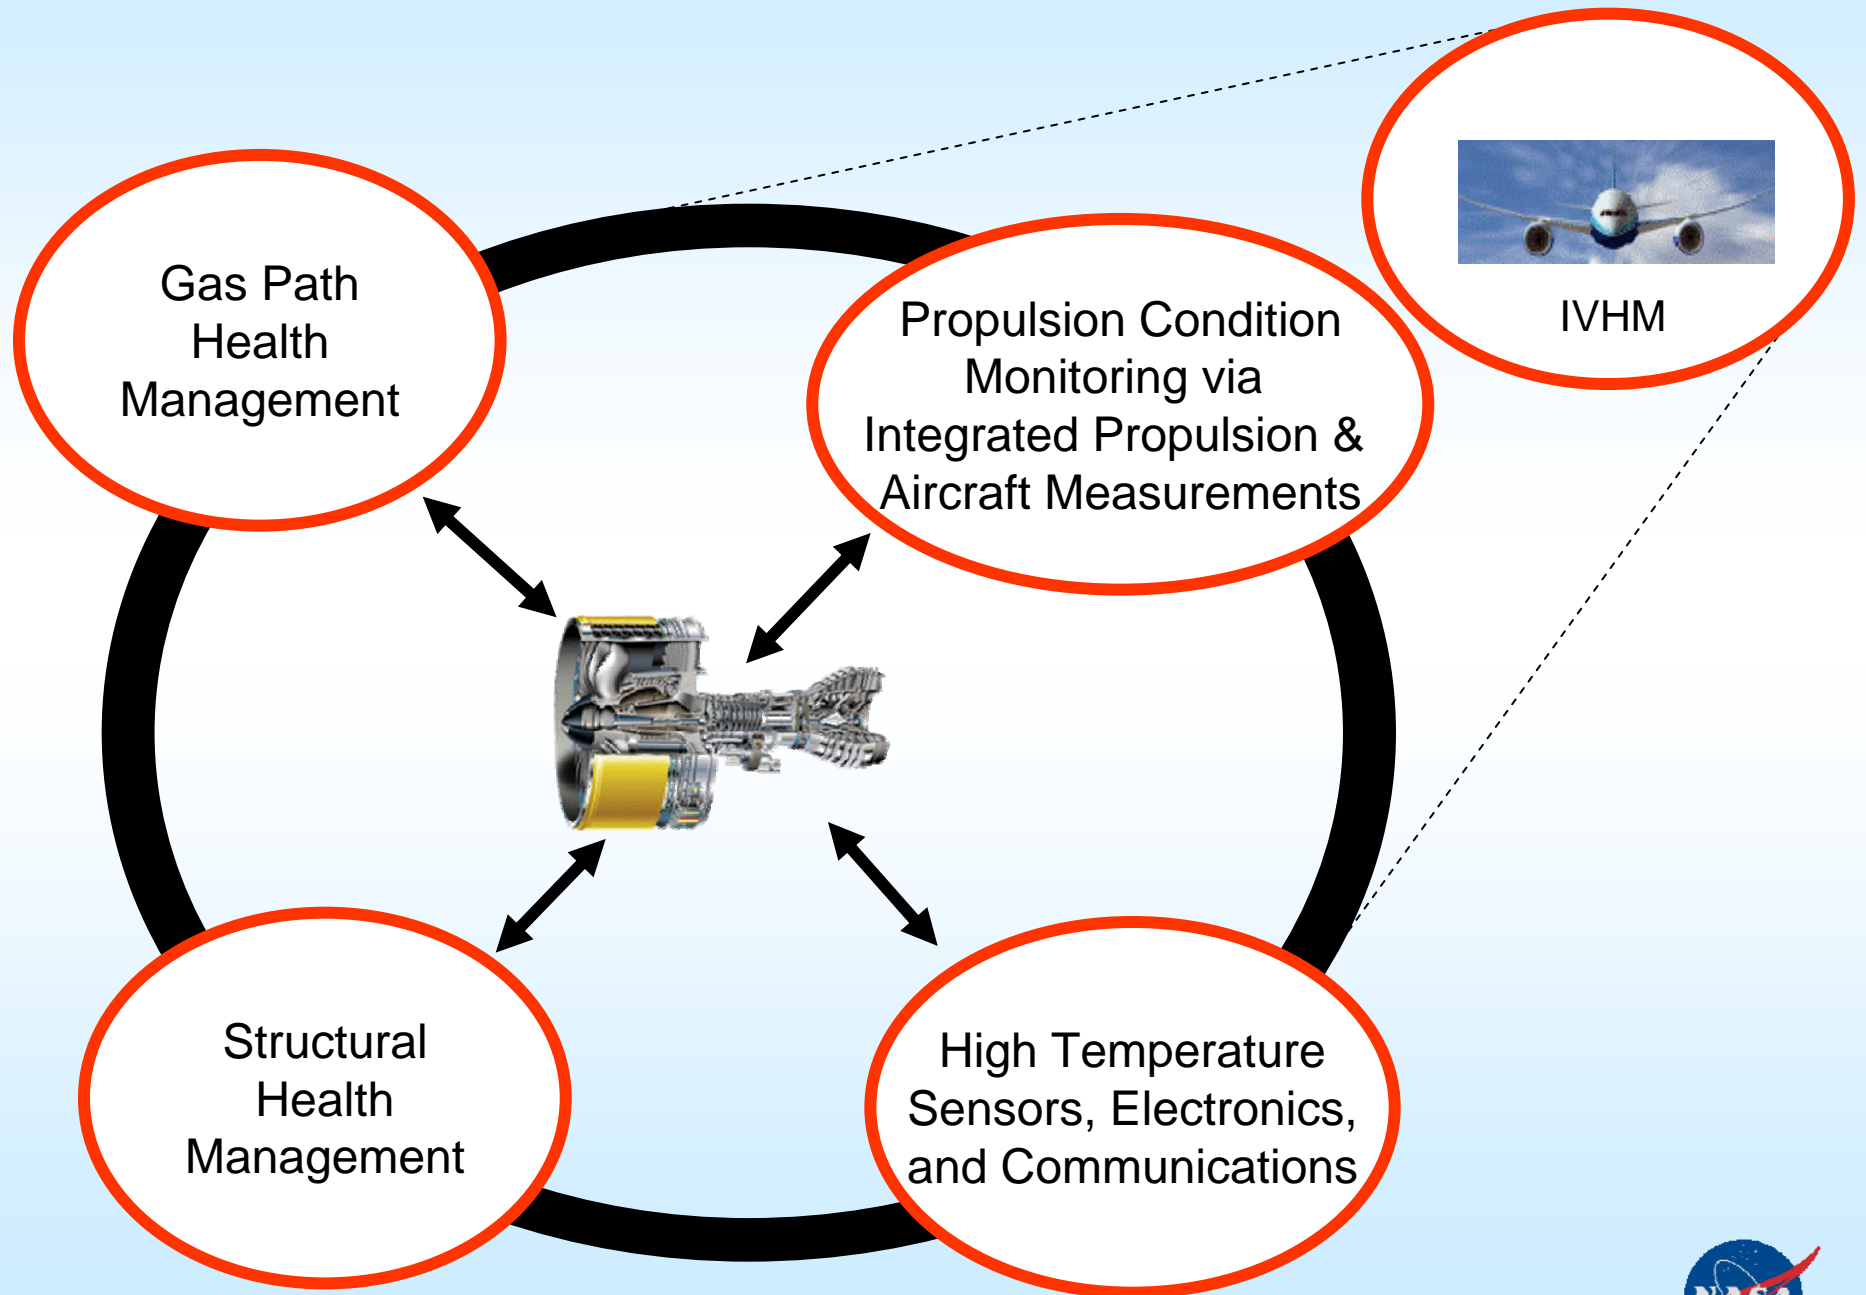 Gas Path
Health
Management
Propulsion Condition
Monitoring via
Integrated Propulsion &
Aircraft Measurements
IVHM
Structural
Health
Management
High Temperature
Sensors, Electronics,
and Communications
NASA